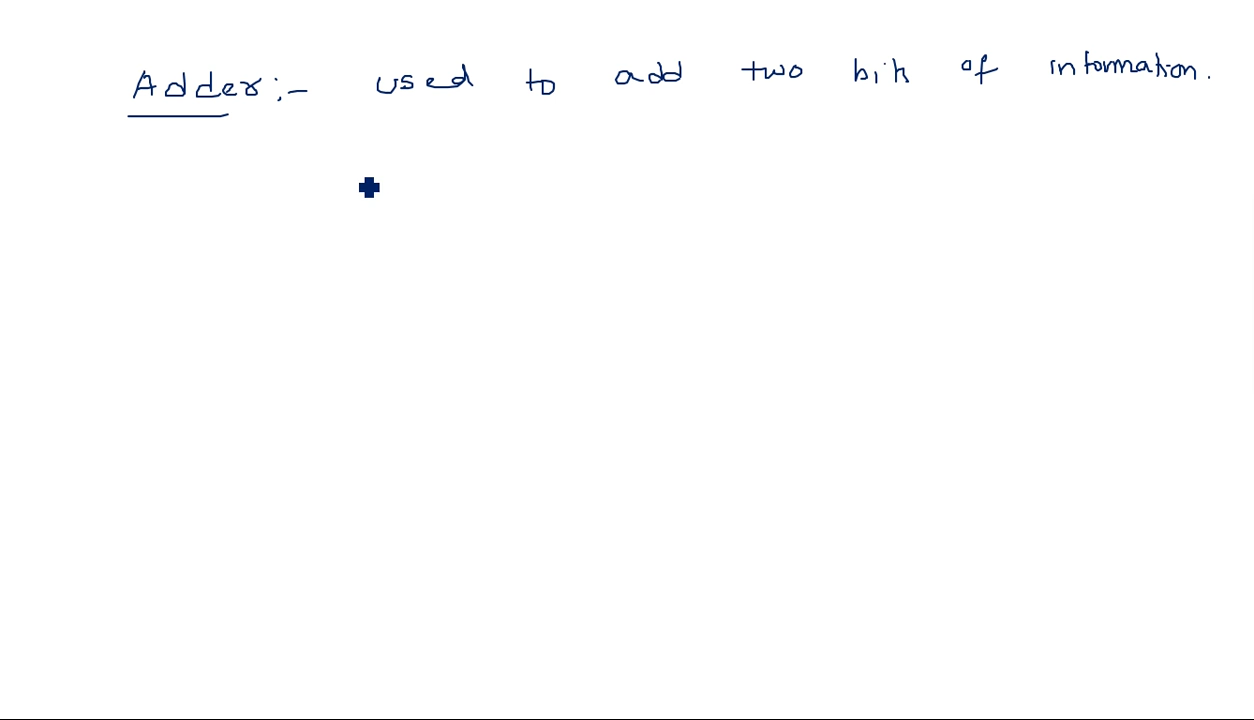 Adder :- used to add two bits of information.